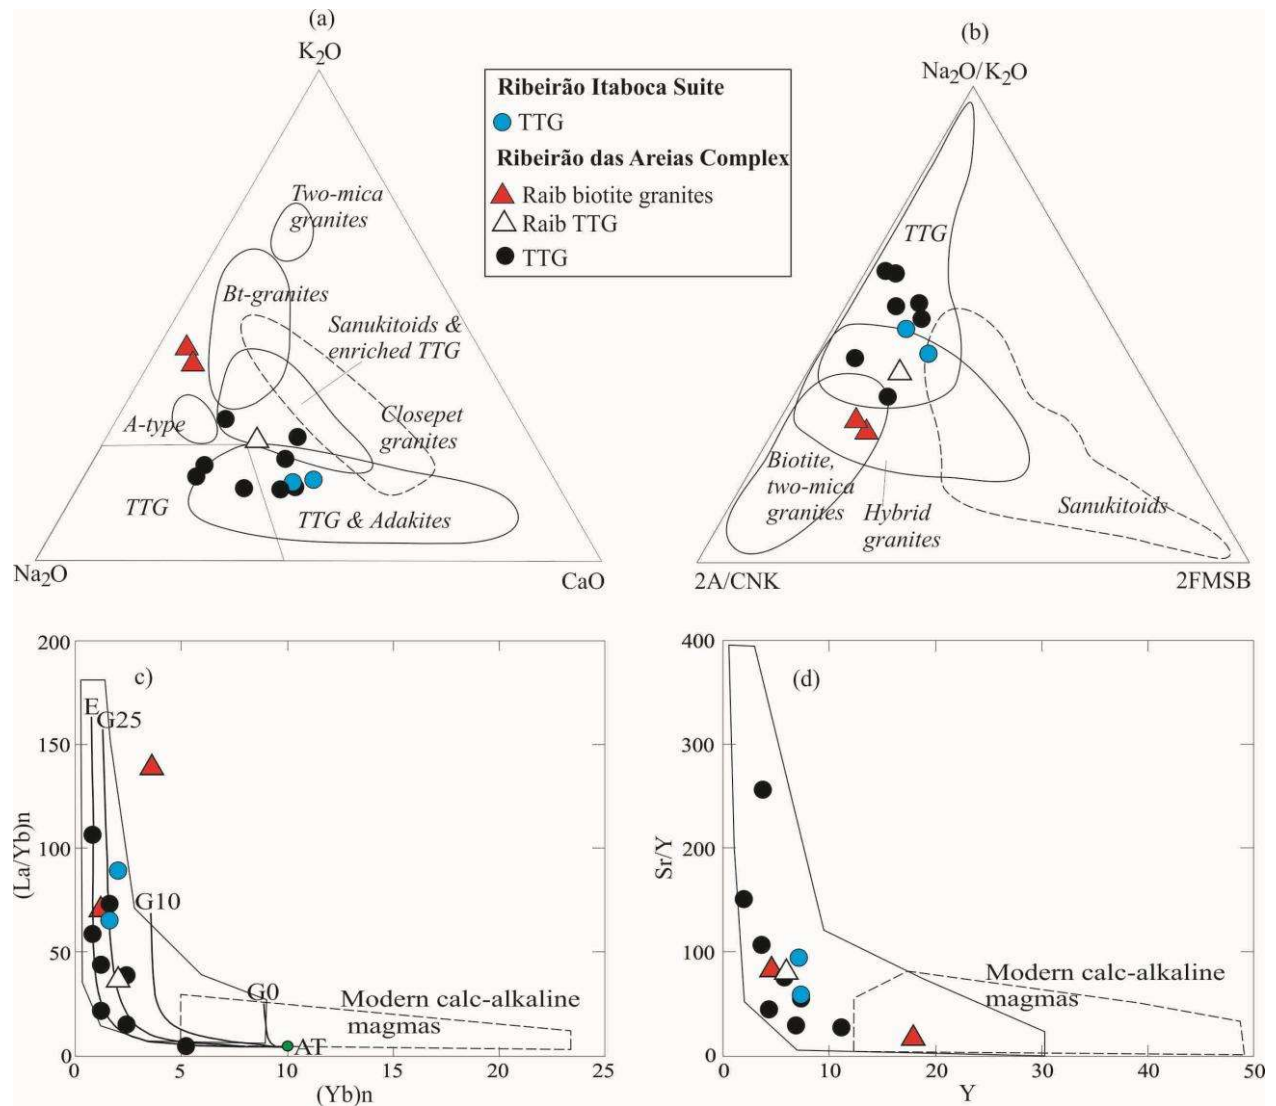 (a)
K2O
Two-mica
granites
Bt-granites
Sanukitoids &
enriched TTG
Closepet
granites
A-type
TTG
TTG & Adakites
Na2O
CaO
Ribeirão Itaboca Suite
TTG
Ribeirão das Areias Complex
Raib biotite granites
Raib TTG
TTG
(b)
Na2O/K2O
TTG
Biotite,
two-mica
granites
Hybrid
granites
Sanukitoids
2A/CNK
2FMSB
c)
200
150
100
50
0
(La/Yb)n
E
G25
G10
G0
Modern calc-alkaline
magmas
AT
0
5
10
15
20
25
(Yb)n
(d)
400
300
200
100
0
Sr/Y
Modern calc-alkaline
magmas
0
10
20
30
40
50
Y